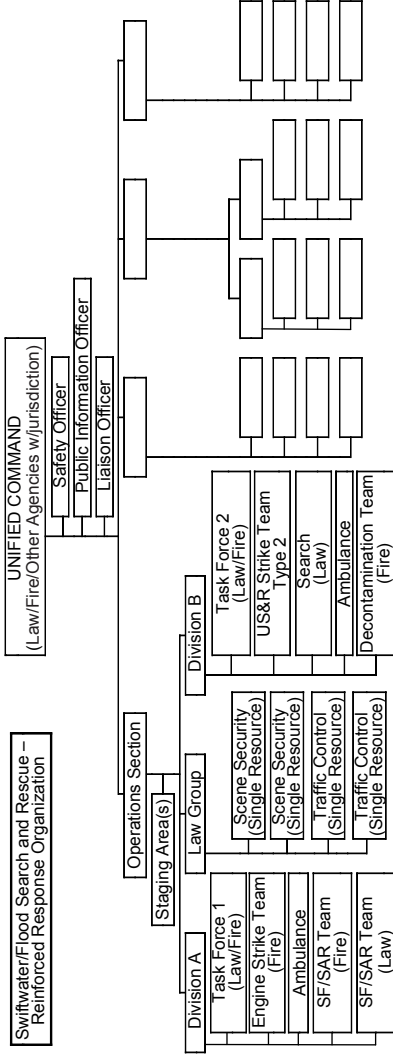 Swiftwater/Flood Search and Rescue –
Reinforced Response Organization
UNIFIED COMMAND
(Law/Fire/Other Agencies w/jurisdiction)
Safety Officer
Public Information Officer
Liaison Officer
Operations Section
Staging Area(s)
Division A
Task Force 1
(Law/Fire)
Engine Strike Team
(Fire)
Ambulance
SF/SAR Team
(Fire)
SF/SAR Team
(Law)
Law Group
Scene Security
(Single Resource)
Scene Security
(Single Resource)
Traffic Control
(Single Resource)
Traffic Control
(Single Resource)
Division B
Task Force 2
(Law/Fire)
US&R Strike Team
Type 2
Search
(Law)
Ambulance
Decontamination Team
(Fire)